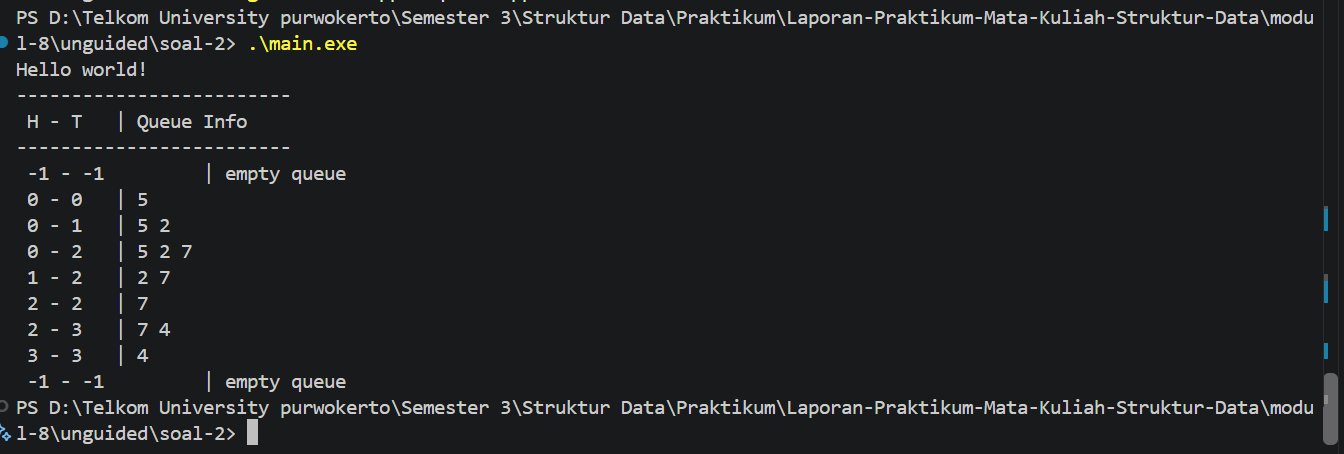 PS D:\Telkom University purwokerto\Semester 3\Struktur Data\Praktikum\Laporan-Praktikum-Mata-Kuliah-Struktur-Data\modu
l-8\unguided\soal-2> .\main.exe
Hello world!
-------------------------
 H - T   | Queue Info
-------------------------
 -1 - -1         | empty queue
 0 - 0   | 5
 0 - 1   | 5 2
 0 - 2   | 5 2 7
 1 - 2   | 2 7
 2 - 2   | 7
 2 - 3   | 7 4
 3 - 3   | 4
 -1 - -1         | empty queue
PS D:\Telkom University purwokerto\Semester 3\Struktur Data\Praktikum\Laporan-Praktikum-Mata-Kuliah-Struktur-Data\modu
l-8\unguided\soal-2>